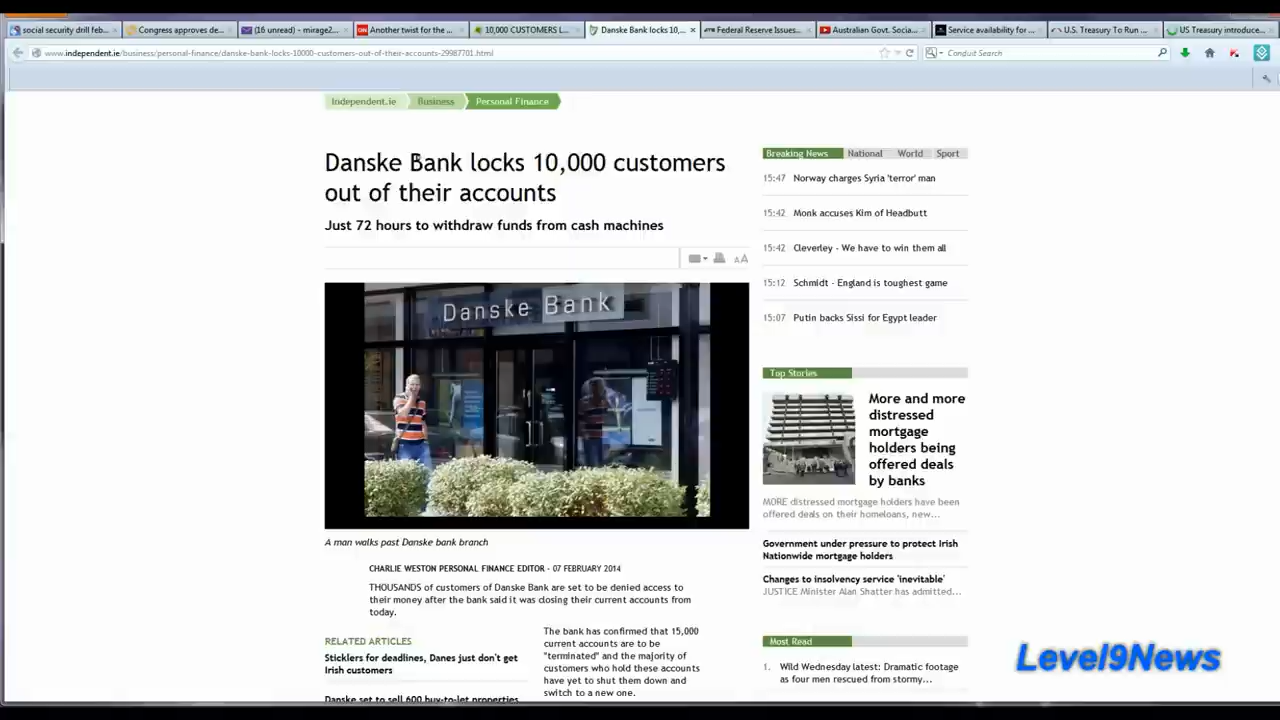 social security drill feb...
Congress approves de...
(16 unread) - mirage2...
Another twist for the ...
10,000 CUSTOMERS L...
Danske Bank locks 10,...
Federal Reserve Issues...
Australian Govt. Socia...
Service availability for ...
U.S. Treasury To Run ...
US Treasury introduce...
www.independent.ie/business/personal-finance/danske-bank-locks-10000-customers-out-of-their-accounts-29987701.html
Conduit Search
Independent.ie
Business
Personal Finance
Danske Bank locks 10,000 customers
out of their accounts
Just 72 hours to withdraw funds from cash machines
AA
Danske Bank
A man walks past Danske bank branch
CHARLIE WESTON PERSONAL FINANCE EDITOR – 07 FEBRUARY 2014
THOUSANDS of customers of Danske Bank are set to be denied access to
their money after the bank said it was closing their current accounts from
today.
RELATED ARTICLES
Sticklers for deadlines, Danes just don't get
Irish customers
Danske set to sell 600 buy-to-let properties
The bank has confirmed that 15,000
current accounts are to be
"terminated" and the majority of
customers who hold these accounts
have yet to shut them down and
switch to a new one.
Breaking News
National
World
Sport
15:47 Norway charges Syria 'terror' man
15:42 Monk accuses Kim of Headbutt
15:42 Cleverley - We have to win them all
15:12 Schmidt - England is toughest game
15:07 Putin backs Sissi for Egypt leader
Top Stories
More and more
distressed
mortgage
holders being
offered deals
by banks
MORE distressed mortgage holders have been
offered deals on their homeloans, new...
Government under pressure to protect Irish
Nationwide mortgage holders
Changes to insolvency service 'inevitable'
JUSTICE Minister Alan Shatter has admitted...
Most Read
1. Wild Wednesday latest: Dramatic footage
as four men rescued from stormy...
Level9News